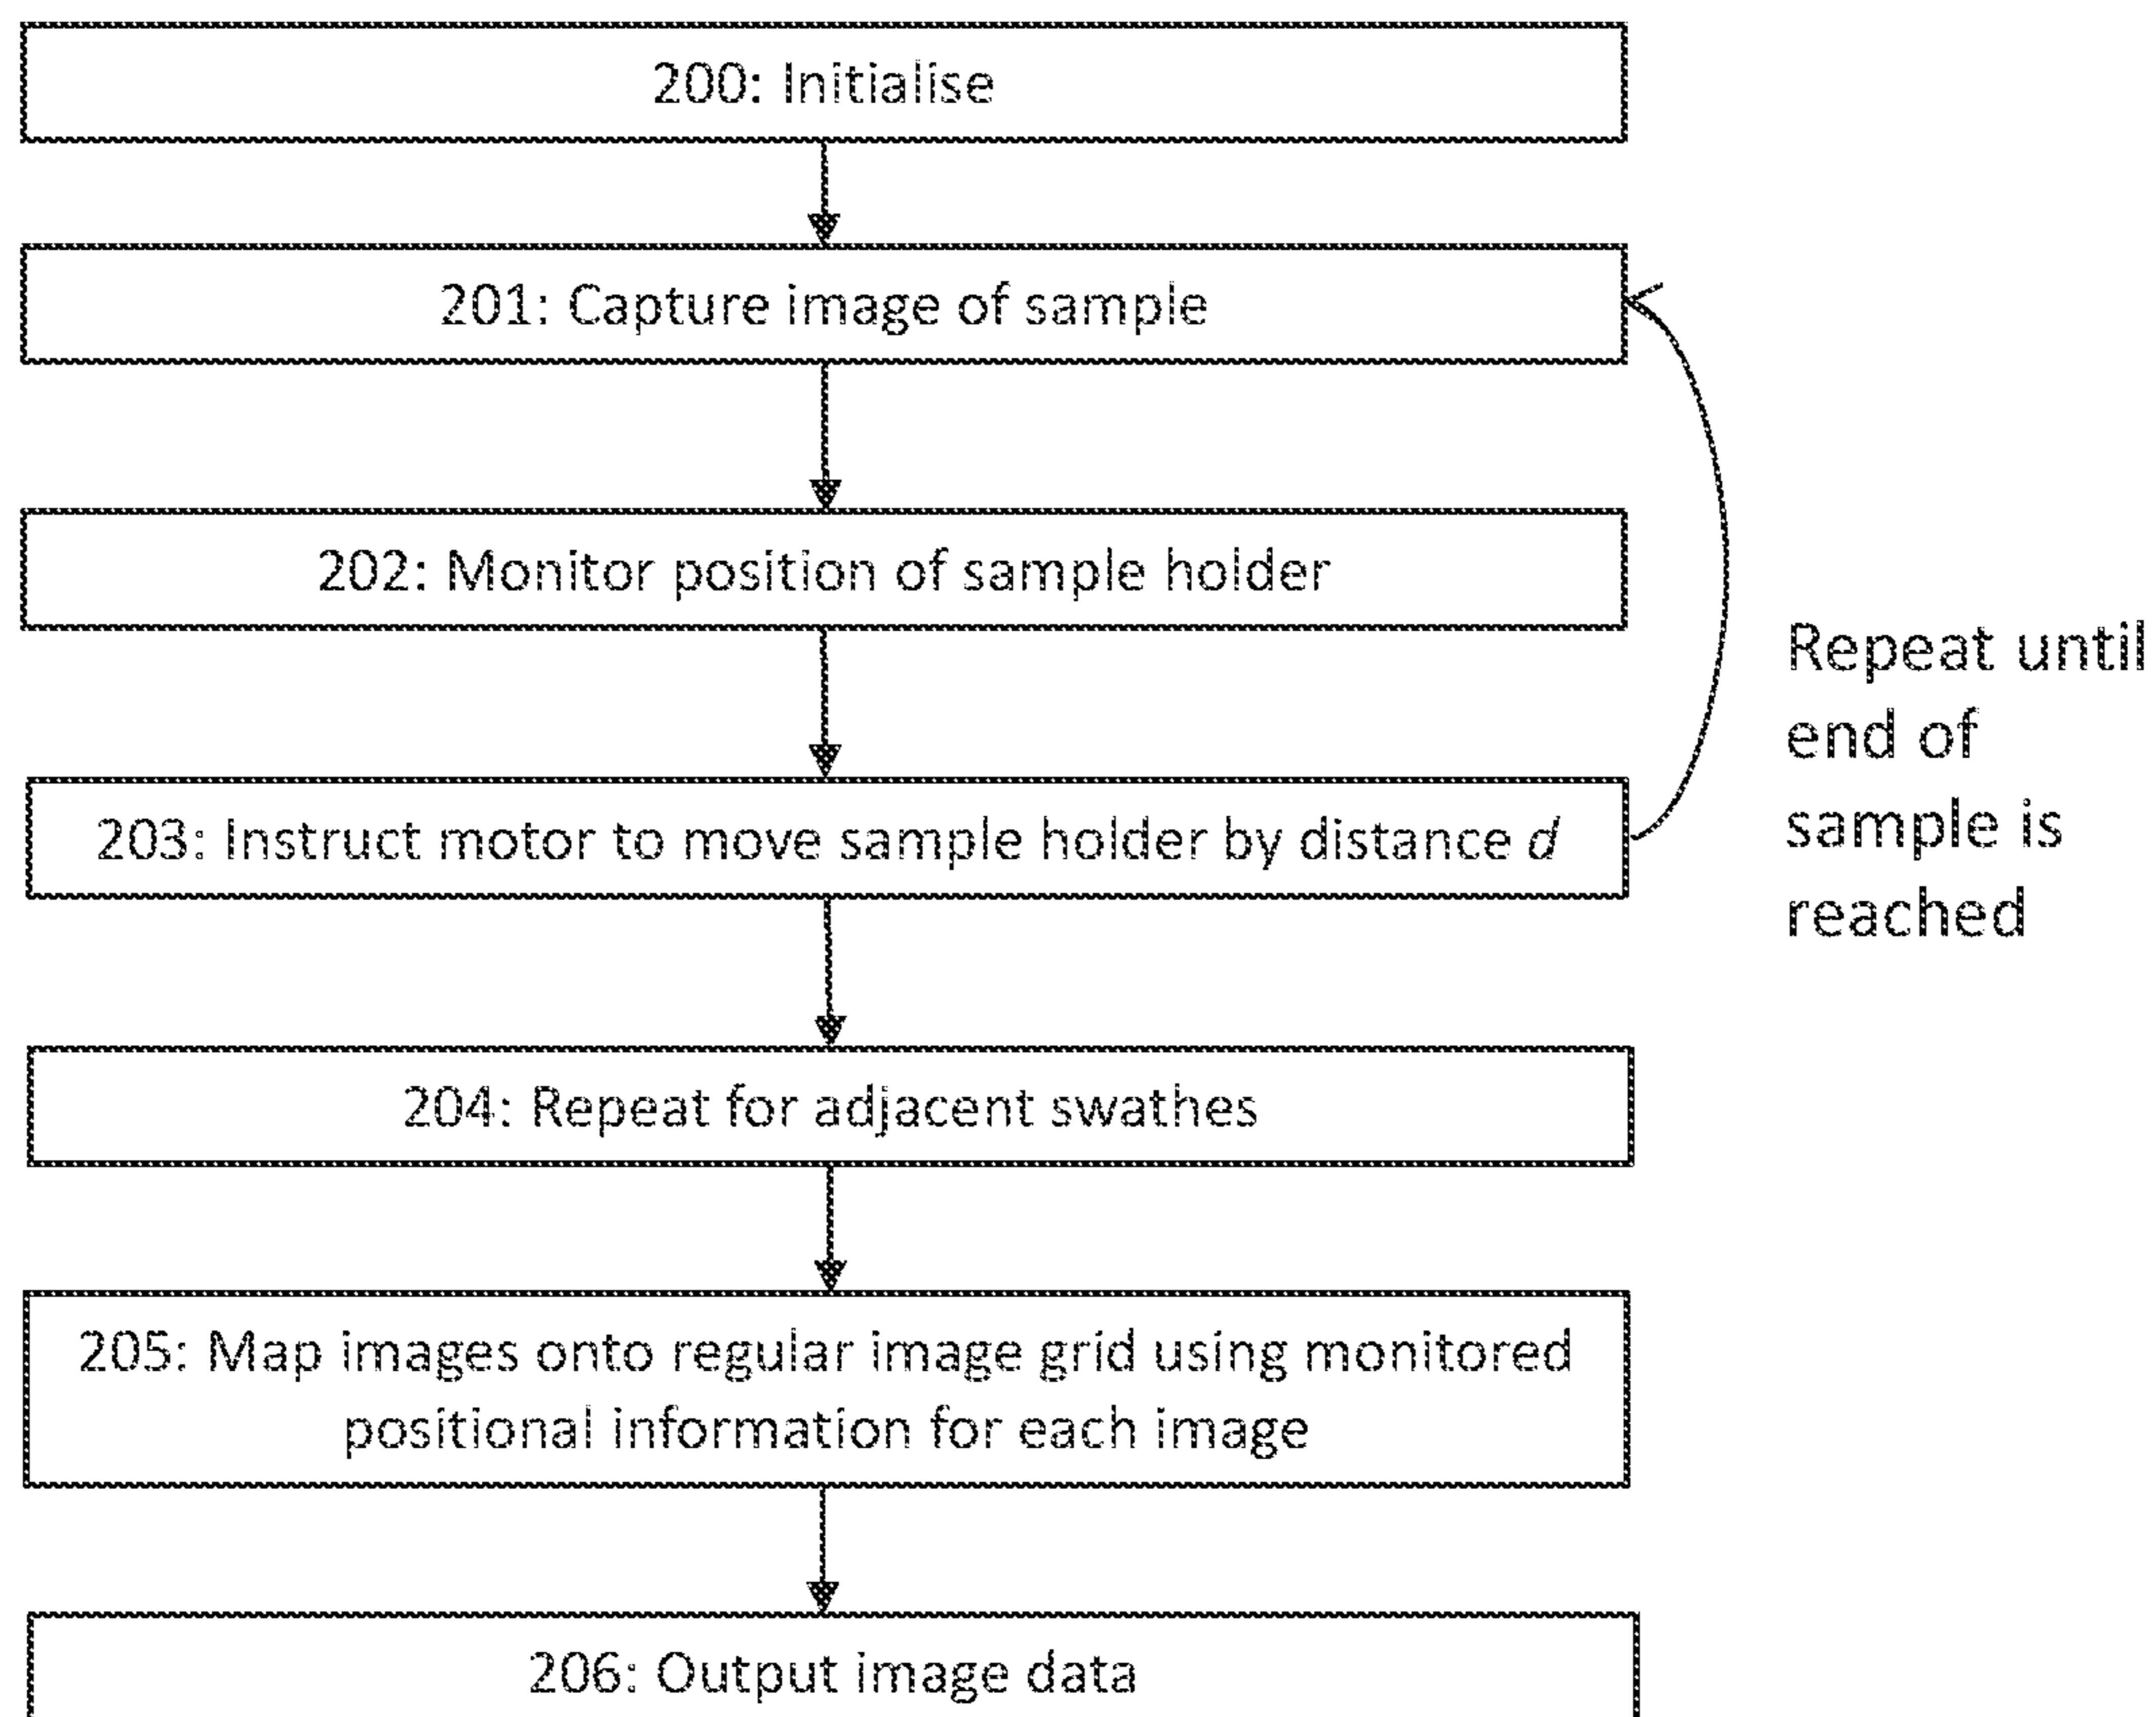 200: Initialise
201: Capture image of sample
202: Monitor position of sample holder
203: Instruct motor to move sample holder by distance d
Repeat until
end of
sample is
reached
204: Repeat for adjacent swathes
205: Map images onto regular image grid using monitored
positional information for each image
206: Output image data